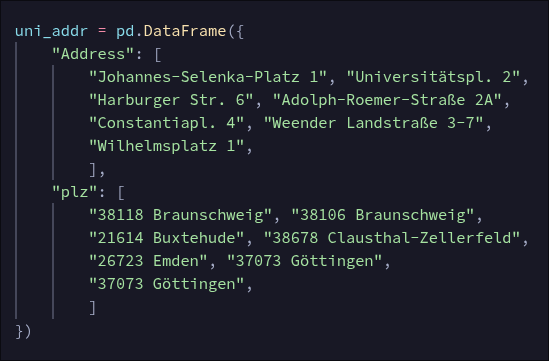 uni_addr = pd.DataFrame({
"Address": [
"Johannes-Selenka-Platz 1", "Universitätspl. 2",
"Harburger Str. 6", "Adolph-Roemer-Straße 2A",
"Constantiapl. 4", "Weender Landstraße 3-7",
"Wilhelmsplatz 1",
],
"plz": [
"38118 Braunschweig", "38106 Braunschweig",
"21614 Buxtehude", "38678 Clausthal-Zellerfeld",
"26723 Emden", "37073 Göttingen",
"37073 Göttingen",
]
})